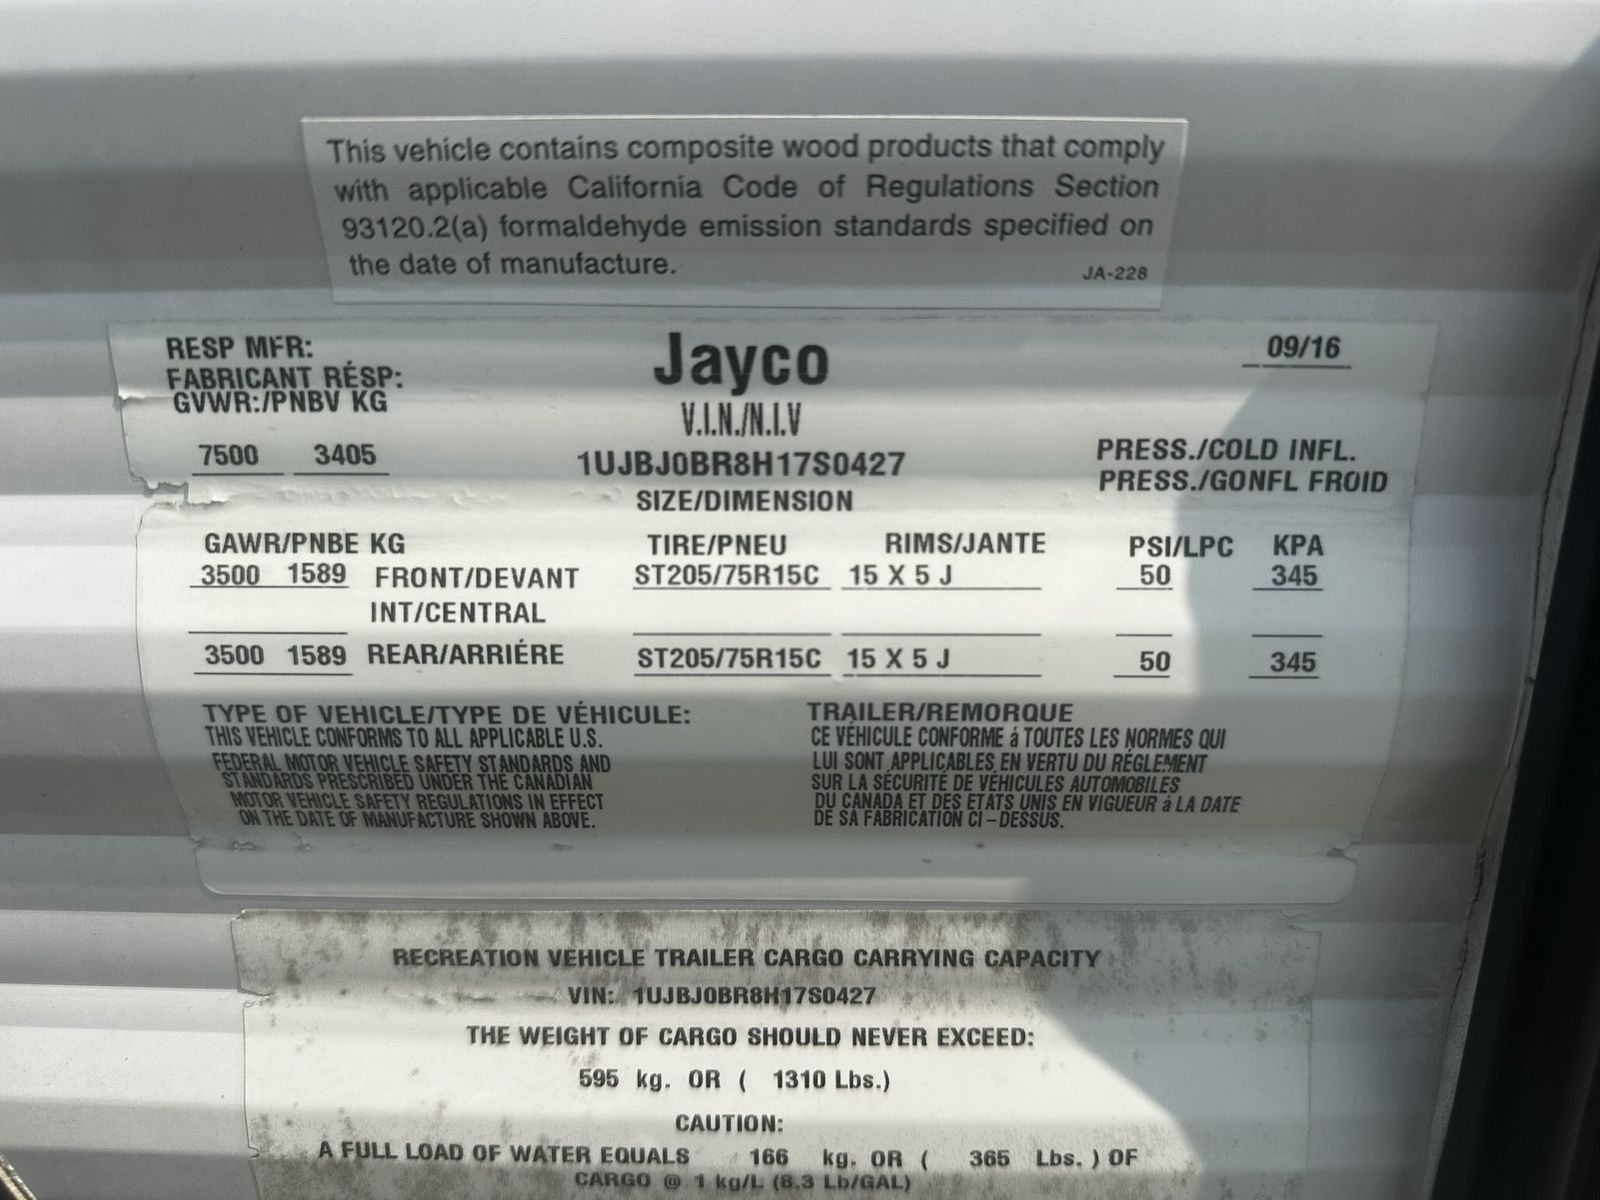 This vehicle contains composite wood products that comply
with applicable California Code of Regulations Section
93120.2(a) formaldehyde emission standards specified on
the date of manufacture.
JA-228
RESP MFR:
FABRICANT RÉSP:
GVWR:/PNBV KG
Jayco
09/16
V.I.N./N.I.V
7500 3405
1UJBJ0BR8H17S0427
PRESS./COLD INFL.
PRESS./GONFL FROID
SIZE/DIMENSION
GAWR/PNBE KG TIRE/PNEU RIMS/JANTE PSI/LPC KPA
3500 1589 FRONT/DEVANT ST205/75R15C 15 X 5 J 50 345
INT/CENTRAL
3500 1589 REAR/ARRIÉRE ST205/75R15C 15 X 5 J 50 345
TYPE OF VEHICLE/TYPE DE VÉHICULE: TRAILER/REMORQUE
THIS VEHICLE CONFORMS TO ALL APPLICABLE U.S.
FEDERAL MOTOR VEHICLE SAFETY STANDARDS AND
STANDARDS PRESCRIBED UNDER THE CANADIAN
MOTOR VEHICLE SAFETY REGULATIONS IN EFFECT
ON THE DATE OF MANUFACTURE SHOWN ABOVE.
CE VÉHICULE CONFORME á TOUTES LES NORMES QUI
LUI SONT APPLICABLES EN VERTU DU RÉGLEMENT
SUR LA SÉCURITÉ DE VÉHICULES AUTOMOBILES
DU CANADA ET DES ETATS UNIS EN VIGUEUR á LA DATE
DE SA FABRICATION CI-DESSUS.
RECREATION VEHICLE TRAILER CARGO CARRYING CAPACITY
VIN: 1UJBJ0BR8H17S0427
THE WEIGHT OF CARGO SHOULD NEVER EXCEED:
595 kg. OR ( 1310 Lbs.)
CAUTION:
A FULL LOAD OF WATER EQUALS 166 kg. OR ( 365 Lbs. ) OF
CARGO @ 1 kg/L (8.3 Lb/GAL)